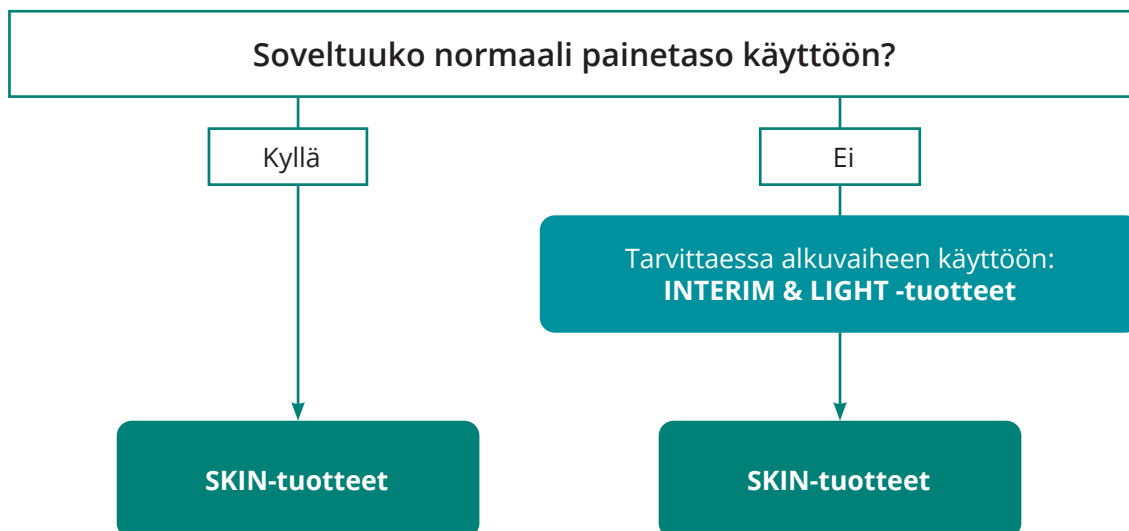 Soveltuuko normaali painetaso käyttöön?
Kyllä
Ei
Tarvittaessa alkuvaiheen käyttöön:
INTERIM & LIGHT -tuotteet
SKIN-tuotteet
SKIN-tuotteet